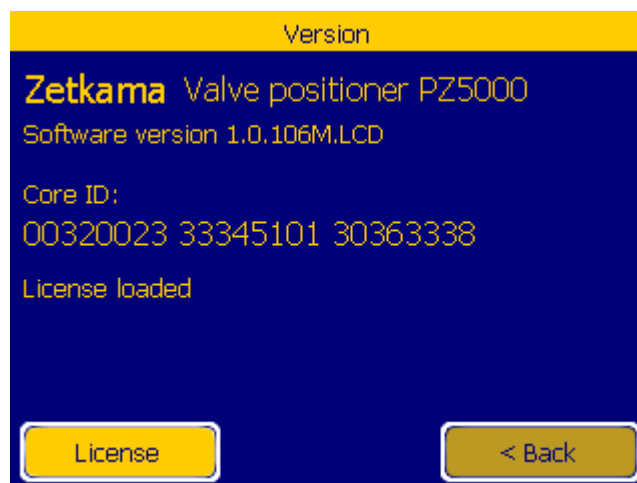 Version
Zetkama Valve positioner PZ5000
Software version 1.0.106M.LCD
Core ID:
00320023 33345101 30363338
License loaded
License
< Back